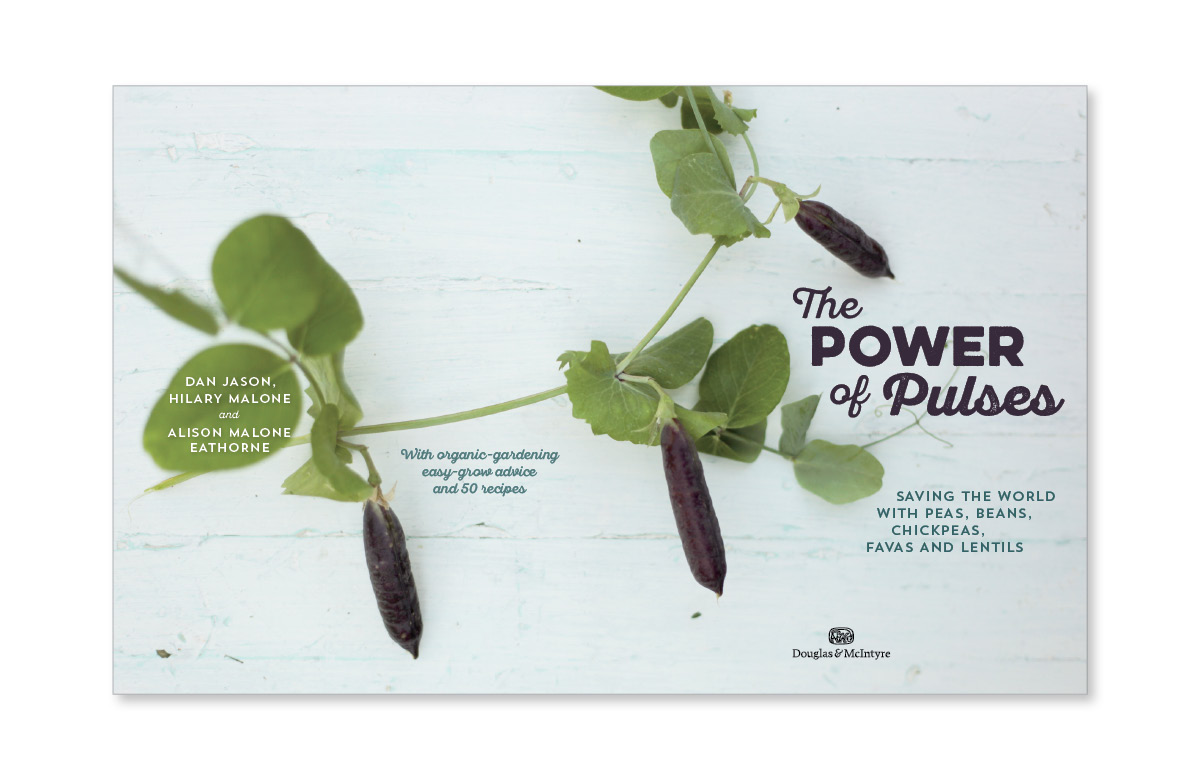 The
POWER
of Pulses
SAVING THE WORLD
WITH PEAS, BEANS,
CHICKPEAS,
FAVAS AND LENTILS
DAN JASON,
HILARY MALONE
and
ALISON MALONE
EATHORNE
With organic-gardening
easy-grow advice
and 50 recipes
Douglas & McIntyre